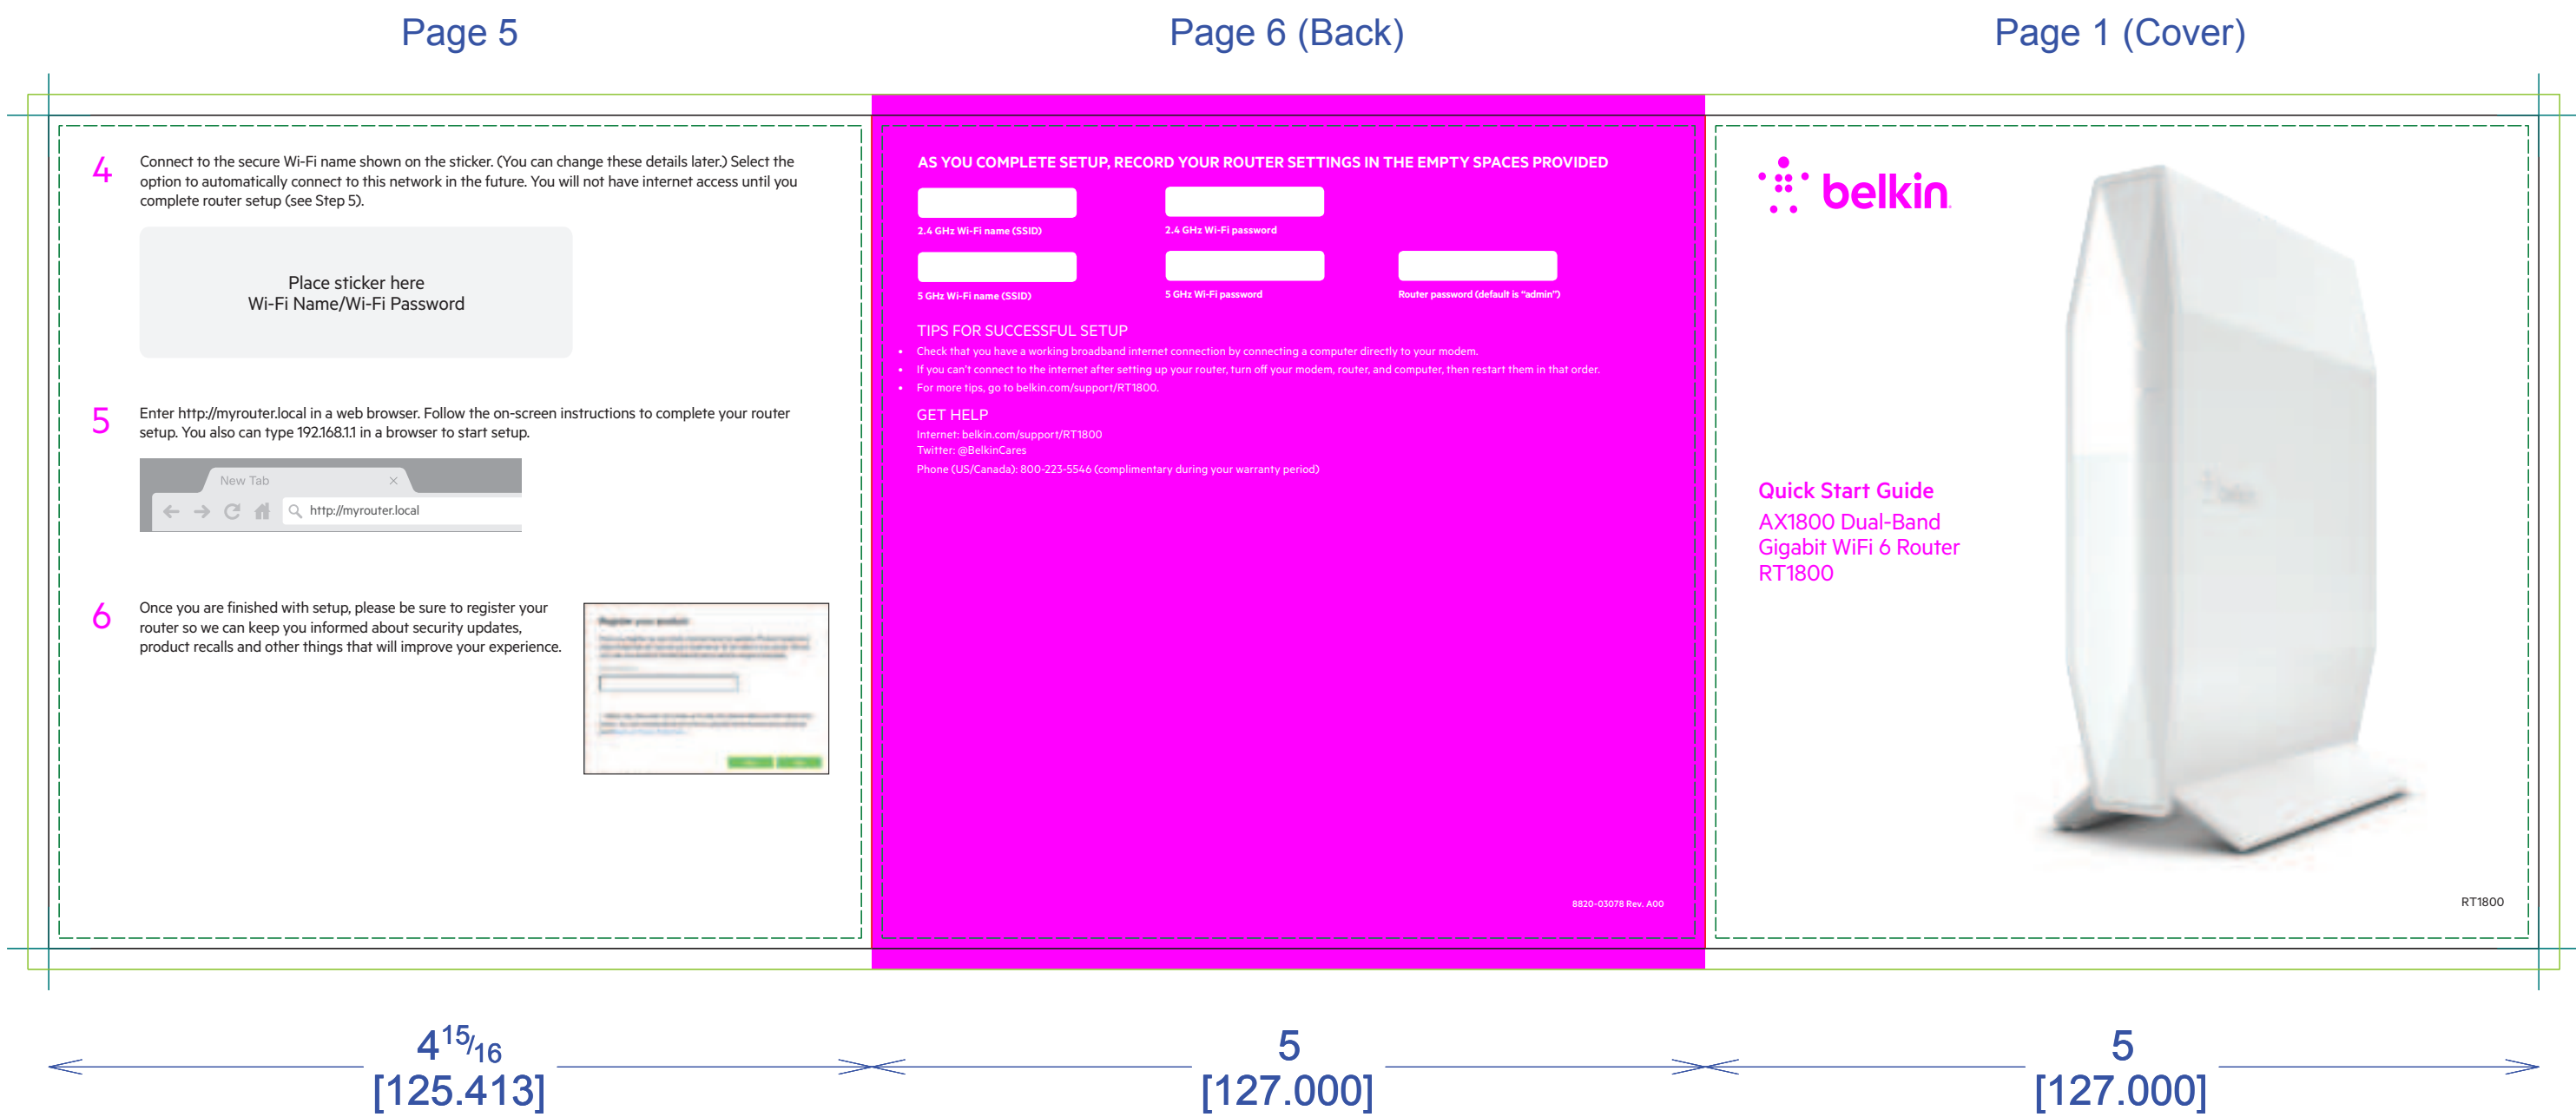 Page 5
Page 6 (Back)
Page 1 (Cover)
4
Connect to the secure Wi-Fi name shown on the sticker. (You can change these details later.) Select the
option to automatically connect to this network in the future. You will not have internet access until you
complete router setup (see Step 5).
Place sticker here
Wi-Fi Name/Wi-Fi Password
5
Enter http://myrouter.local in a web browser. Follow the on-screen instructions to complete your router
setup. You also can type 192.168.1.1 in a browser to start setup.
New Tab
http://myrouter.local
6
Once you are finished with setup, please be sure to register your
router so we can keep you informed about security updates,
product recalls and other things that will improve your experience.
Register your product
AS YOU COMPLETE SETUP, RECORD YOUR ROUTER SETTINGS IN THE EMPTY SPACES PROVIDED
2.4 GHz Wi-Fi name (SSID)
2.4 GHz Wi-Fi password
5 GHz Wi-Fi name (SSID)
5 GHz Wi-Fi password
Router password (default is “admin”)
TIPS FOR SUCCESSFUL SETUP
• Check that you have a working broadband internet connection by connecting a computer directly to your modem.
• If you can’t connect to the internet after setting up your router, turn off your modem, router, and computer, then restart them in that order.
• For more tips, go to belkin.com/support/RT1800.
GET HELP
Internet: belkin.com/support/RT1800
Twitter: @BelkinCares
Phone (US/Canada): 800-223-5546 (complimentary during your warranty period)
8820-03078 Rev. A00
belkin
belkin
Quick Start Guide
AX1800 Dual-Band
Gigabit WiFi 6 Router
RT1800
RT1800
4 15/16
[125.413]
5
[127.000]
5
[127.000]